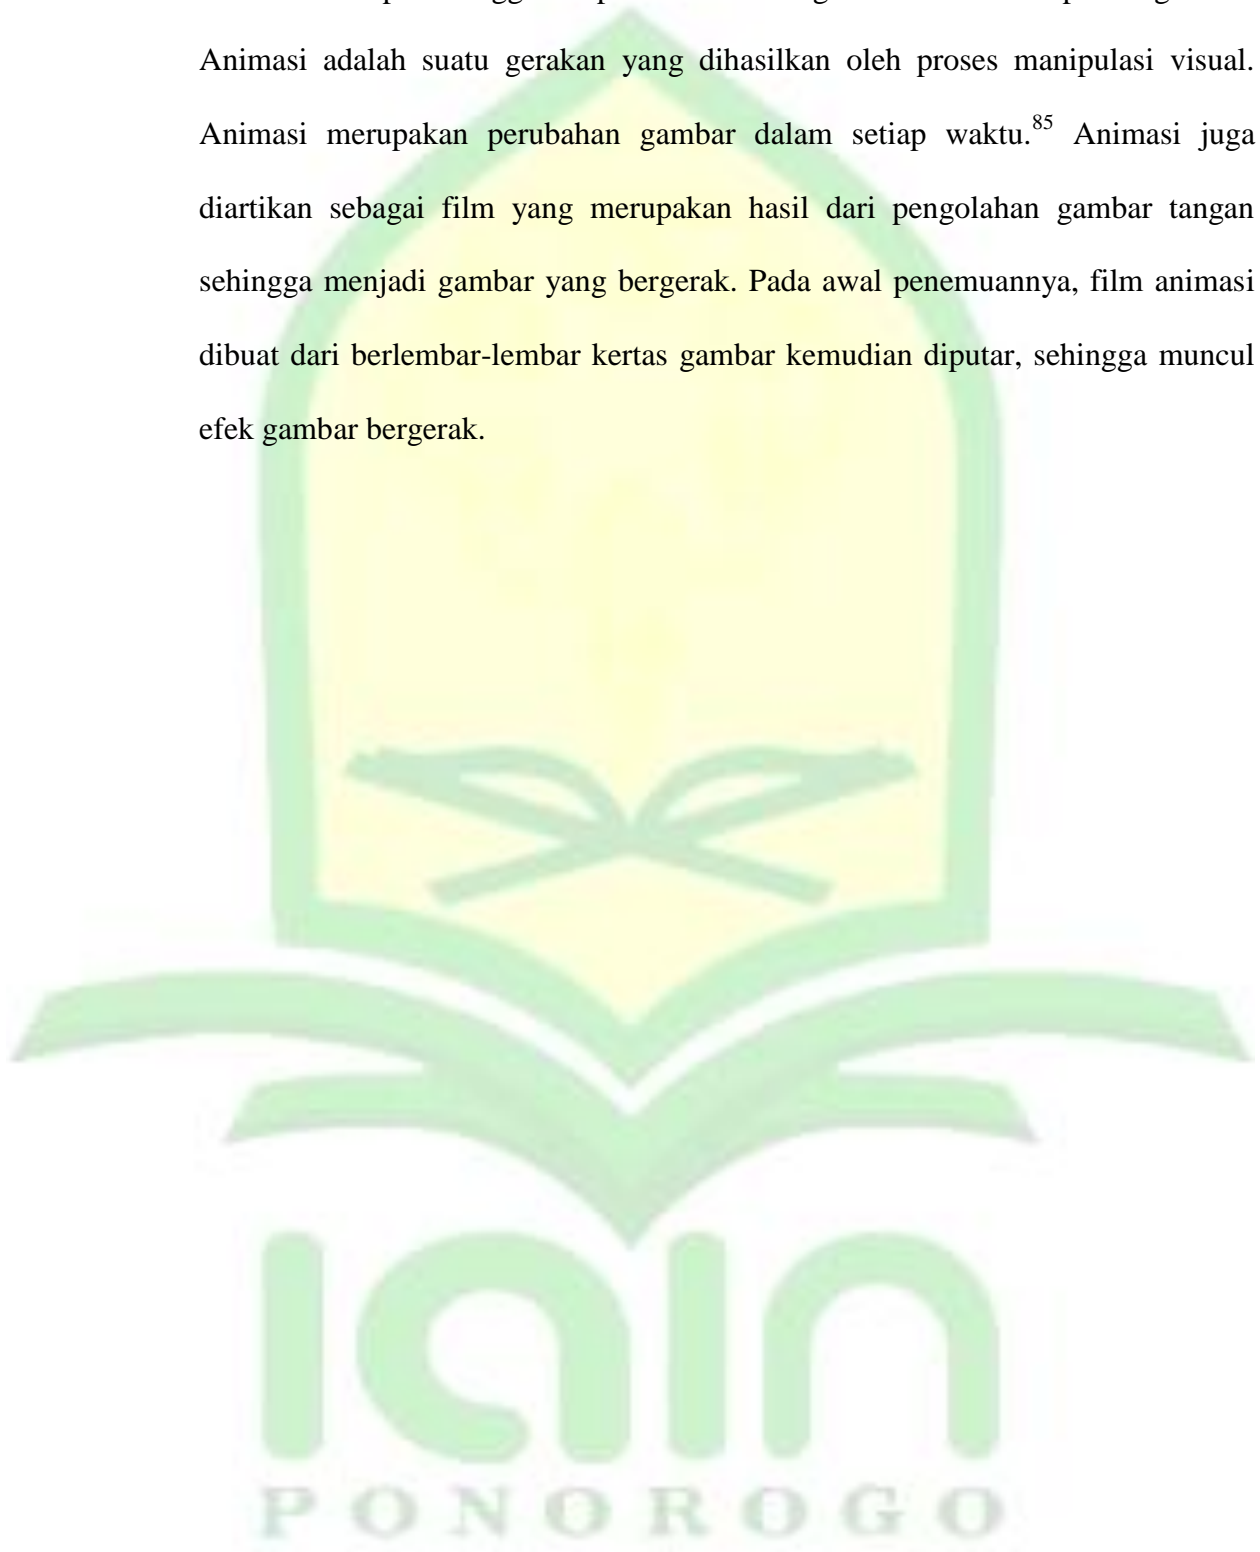 Animasi adalah suatu gerakan yang dihasilkan oleh proses manipulasi visual.
Animasi merupakan perubahan gambar dalam setiap waktu.85 Animasi juga
diartikan sebagai film yang merupakan hasil dari pengolahan gambar tangan
sehingga menjadi gambar yang bergerak. Pada awal penemuannya, film animasi
dibuat dari berlembar-lembar kertas gambar kemudian diputar, sehingga muncul
efek gambar bergerak.
iain
PONOROGO